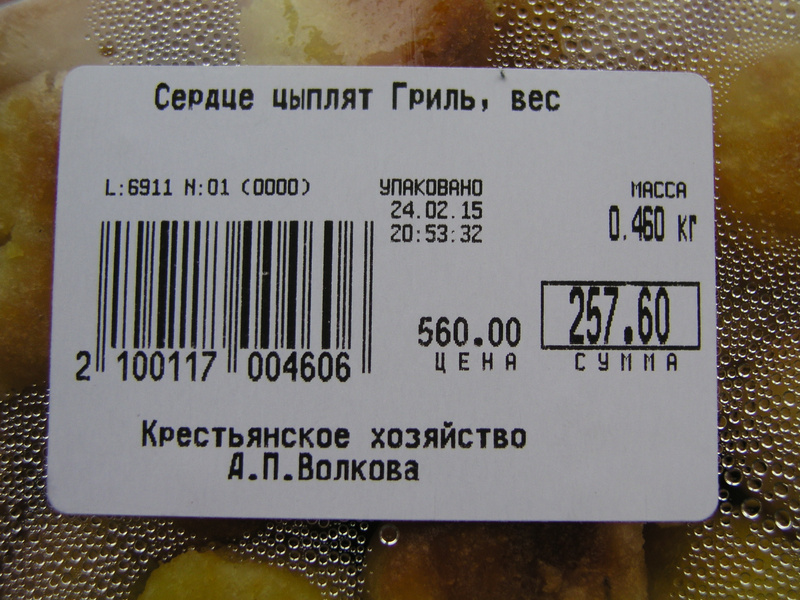 Сердце цыплят Гриль, вес
L:6911 N:01 (0000)
УПАКОВАНО
24.02.15
20:53:32
МАССА
0.460 кг
560.00
ЦЕНА
257.60
СУММА
2 100117 004606
Крестьянское хозяйство
А.П.Волкова